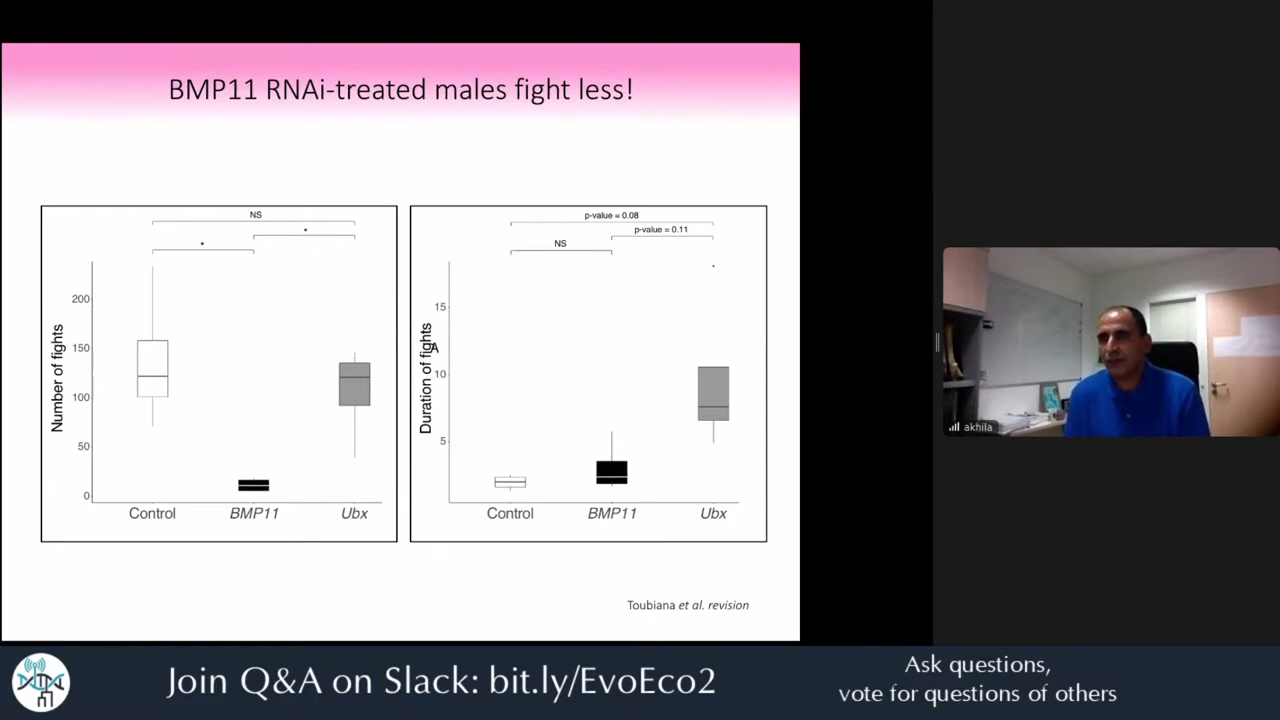 BMP11 RNAi-treated males fight less!
NS
*
*
Number of fights
200
150
100
50
0
Control
BMP11
Ubx
p-value = 0.08
p-value = 0.11
NS
Duration of fights
A
15
10
5
Control
BMP11
Ubx
Toubiana et al. revision
akhila
Join Q&A on Slack: bit.ly/EvoEco2
Ask questions,
vote for questions of others